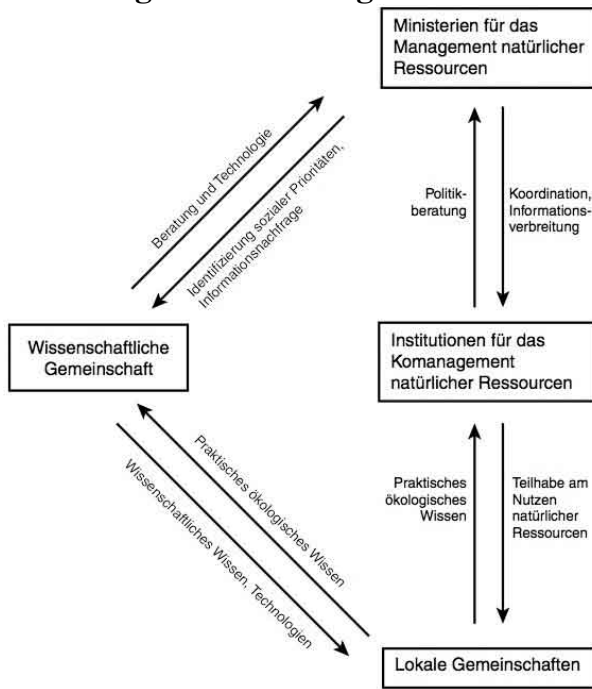 Ministerien für das
Management natürlicher
Ressourcen
Beratung und Technologie
Identifizierung sozialer Prioritäten,
Informationsnachfrage
Politik-
beratung
Koordination,
Informations-
verbreitung
Wissenschaftliche
Gemeinschaft
Institutionen für das
Komanagement
natürlicher Ressourcen
Praktisches ökologisches Wissen
Wissenschaftliches Wissen, Technologien
Praktisches
ökologisches
Wissen
Teilhabe am
Nutzen
natürlicher
Ressourcen
Lokale Gemeinschaften